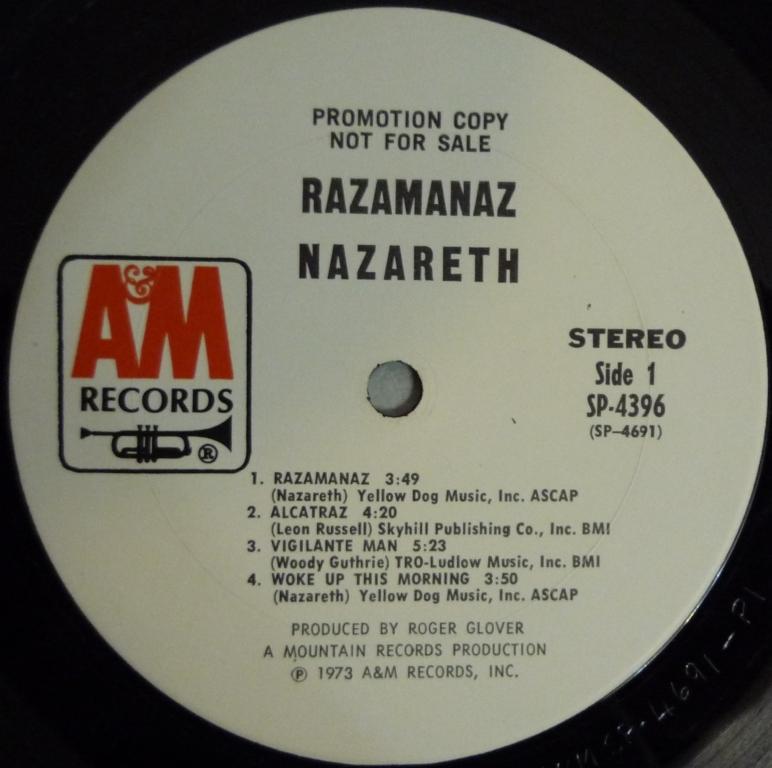 PROMOTION COPY
NOT FOR SALE
RAZAMANAZ
NAZARETH
A&M
RECORDS
®
STEREO
Side 1
SP-4396
(SP-4691)
1. RAZAMANAZ 3:49
(Nazareth) Yellow Dog Music, Inc. ASCAP
2. ALCATRAZ 4:20
(Leon Russell) Skyhill Publishing Co., Inc. BMI
3. VIGILANTE MAN 5:23
(Woody Guthrie) TRO-Ludlow Music, Inc. BMI
4. WOKE UP THIS MORNING 3:50
(Nazareth) Yellow Dog Music, Inc. ASCAP
PRODUCED BY ROGER GLOVER
A MOUNTAIN RECORDS PRODUCTION
℗ 1973 A&M RECORDS, INC.
SP-4691-P1